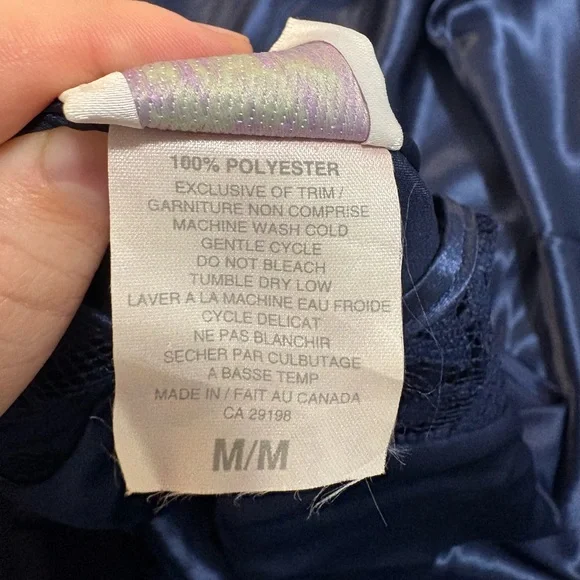 100% POLYESTER
EXCLUSIVE OF TRIM /
GARNITURE NON COMPRISE
MACHINE WASH COLD
GENTLE CYCLE
DO NOT BLEACH
TUMBLE DRY LOW
LAVER A LA MACHINE EAU FROIDE
CYCLE DELICAT
NE PAS BLANCHIR
SECHER PAR CULBUTAGE
A BASSE TEMP
MADE IN / FAIT AU CANADA
CA 29198
M/M